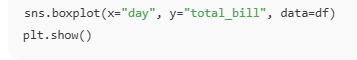 sns.boxplot(x="day", y="total_bill", data=df)
plt.show()